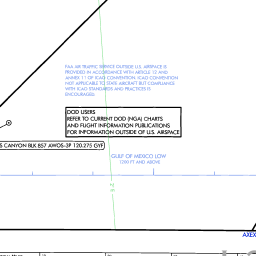 FAA AIR TRAFFIC SERVICE OUTSIDE U.S. AIRSPACE IS
PROVIDED IN ACCORDANCE WITH ARTICLE 12 AND
ANNEX 11 OF ICAO CONVENTION. ICAO CONVENTION
NOT APPLICABLE TO STATE AIRCRAFT BUT COMPLIANCE
WITH ICAO STANDARDS AND PRACTICES IS
ENCOURAGED.
DOD USERS
REFER TO CURRENT DOD (NGA) CHARTS
AND FLIGHT INFORMATION PUBLICATIONS
FOR INFORMATION OUTSIDE OF U.S. AIRSPACE
S CANYON BLK 857 AWOS-3P 120.275 GYF
GULF OF MEXICO LOW
1200 FT AND ABOVE
AXEX